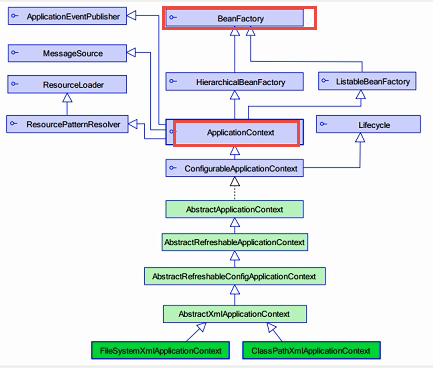 ApplicationEventPublisher
BeanFactory
MessageSource
ResourceLoader
HierarchicalBeanFactory
ListableBeanFactory
ResourcePatternResolver
ApplicationContext
Lifecycle
ConfigurableApplicationContext
AbstractApplicationContext
AbstractRefreshableApplicationContext
AbstractRefreshableConfigApplicationContext
AbstractXmlApplicationContext
FileSystemXmlApplicationContext
ClassPathXmlApplicationContext